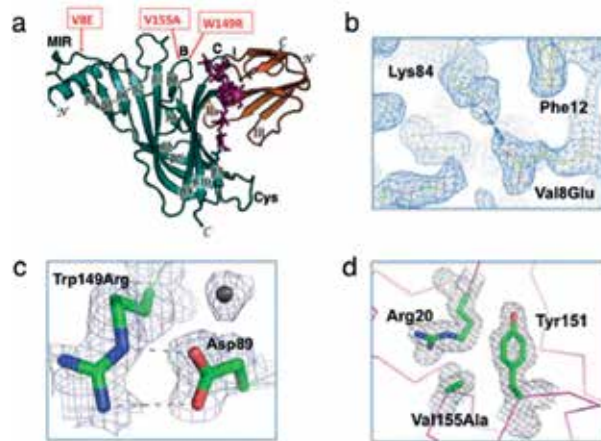 a
V8E
V155A
W149R
MIR
B
C
N
C
N
C
Cys
b
Lys84
Phe12
Val8Glu
c
Trp149Arg
Asp89
d
Arg20
Tyr151
Val155Ala